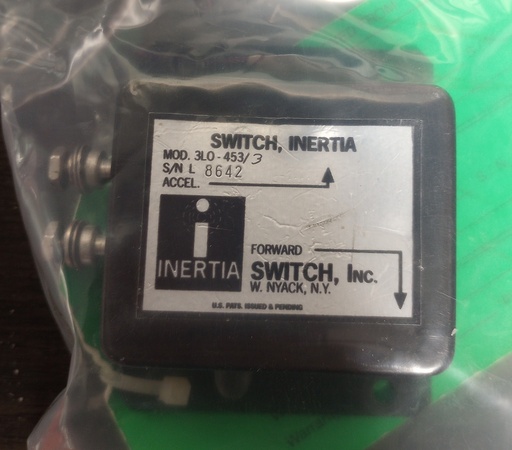 SWITCH, INERTIA
MOD. 3LO-453/3
S/N L 8642
ACCEL.
i
INERTIA
FORWARD
SWITCH, INC.
W. NYACK, N.Y.
U.S. PATS. ISSUED & PENDING